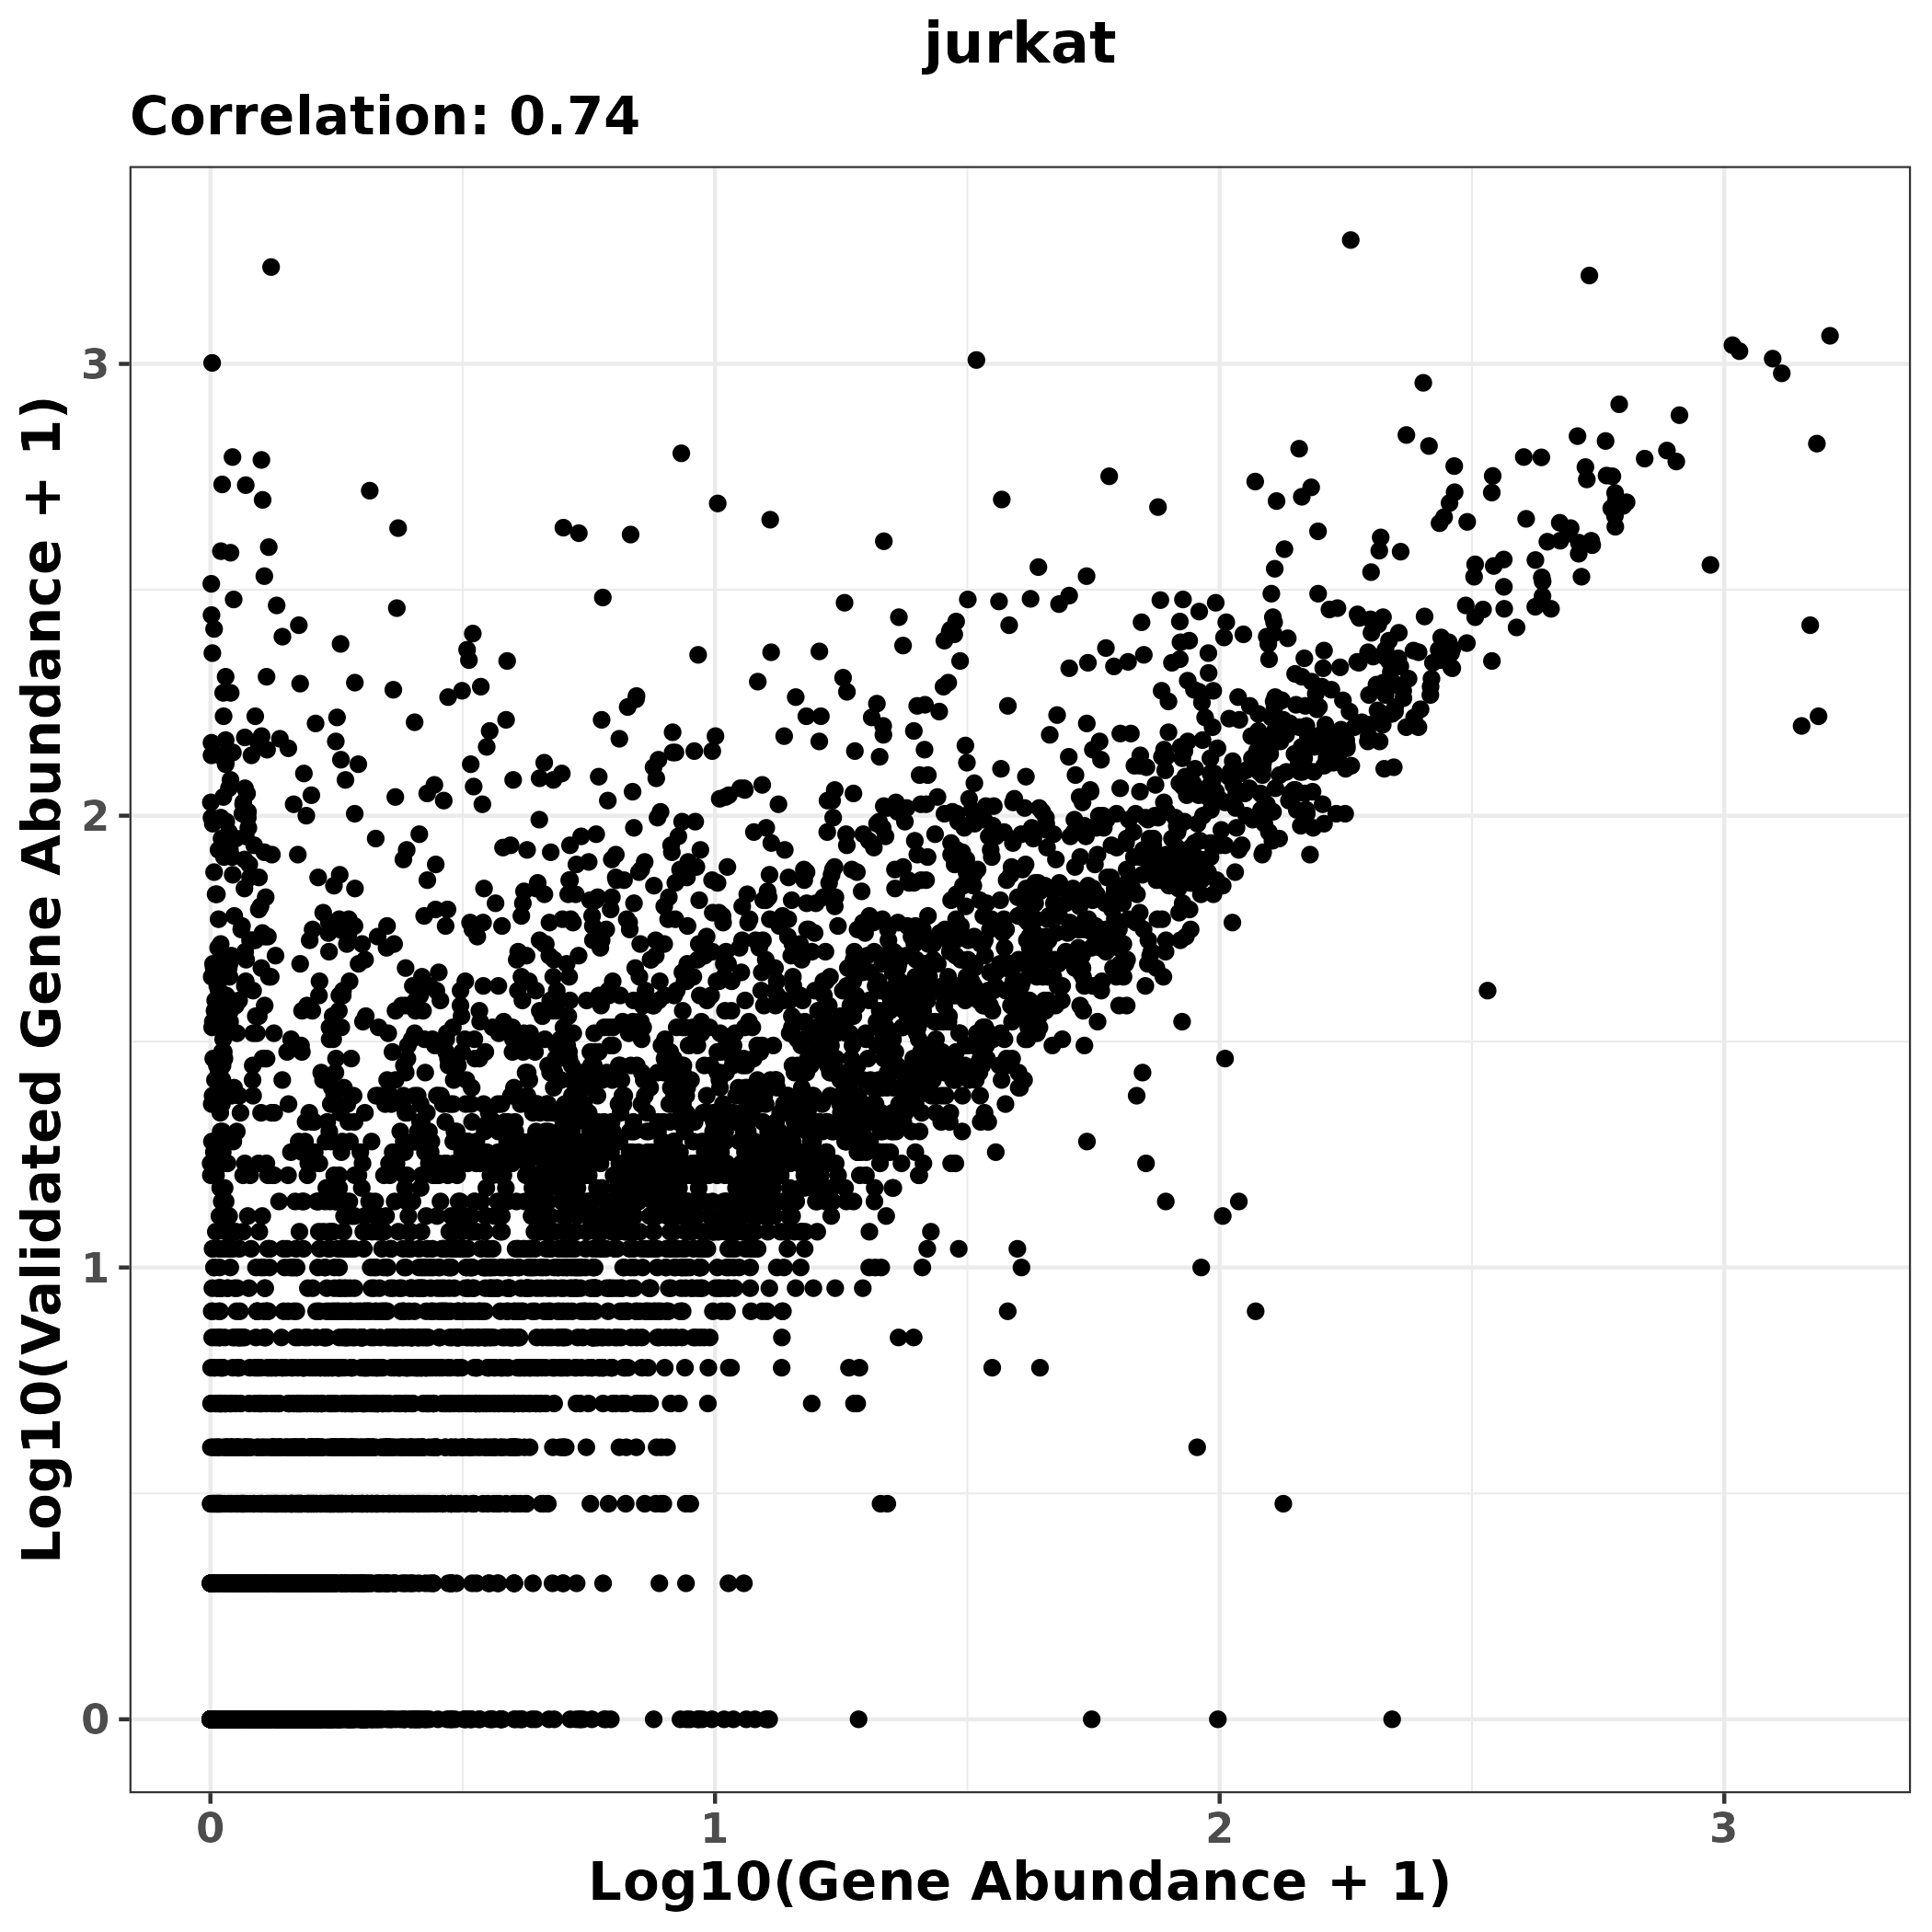 jurkat
Correlation: 0.74
Log10(Validated Gene Abundance + 1)
3
2
1
0
0 1 2 3
Log10(Gene Abundance + 1)